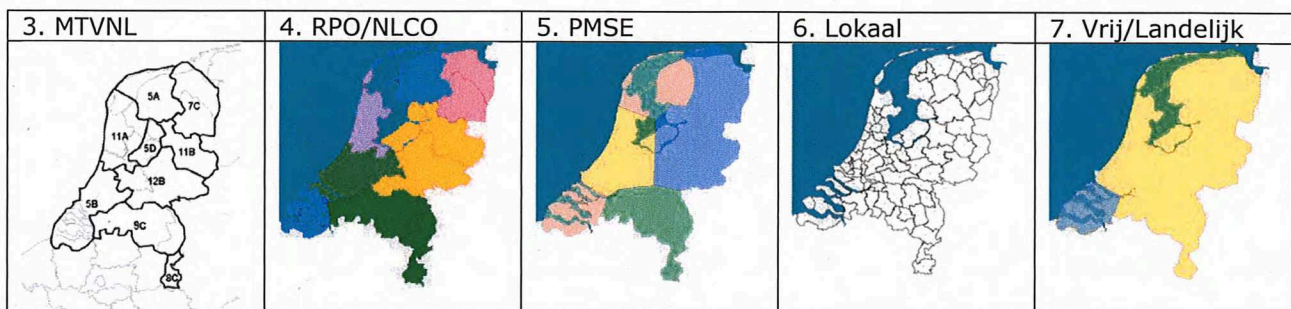 3. MTVNL
4. RPO/NLCO
5. PMSE
6. Lokaal
7. Vrij/Landelijk
5A
7C
11A
5D
11B
12B
5B
9C
8C